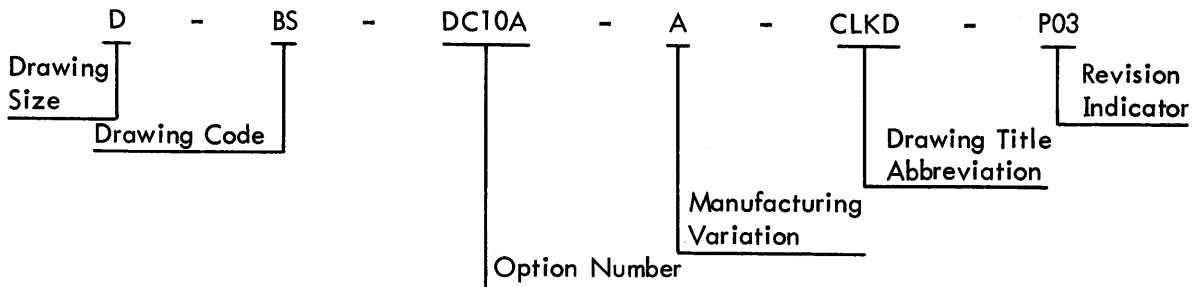 D - BS - DC10A - A - CLKD - P03
Drawing
Size
Revision
Indicator
Drawing Code
Drawing Title
Abbreviation
Manufacturing
Variation
Option Number